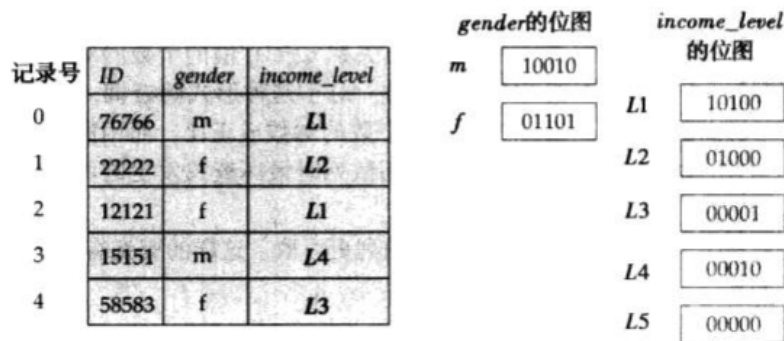 gender的位图
income_level
的位图
记录号 ID gender income_level
0 76766 m L1
1 22222 f L2
2 12121 f L1
3 15151 m L4
4 58583 f L3
m 10010
f 01101
L1 10100
L2 01000
L3 00001
L4 00010
L5 00000